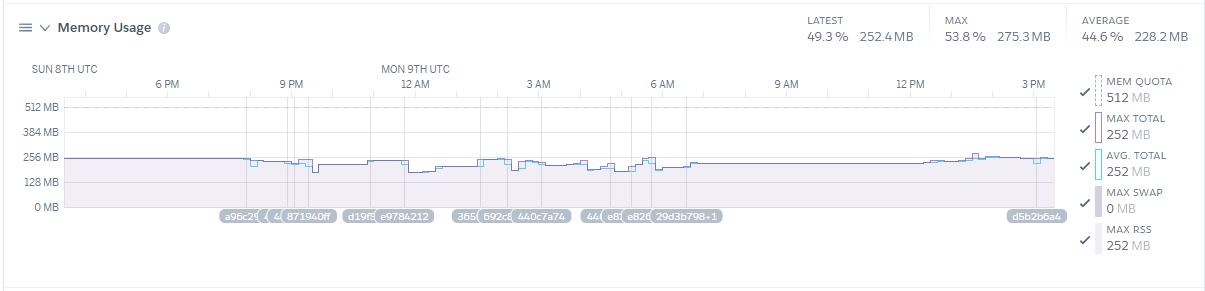 Memory Usage
LATEST
49.3 % 252.4 MB
MAX
53.8 % 275.3 MB
AVERAGE
44.6 % 228.2 MB
SUN 8TH UTC
MON 9TH UTC
6 PM 9 PM 12 AM 3 AM 6 AM 9 AM 12 PM 3 PM
512 MB
384 MB
256 MB
128 MB
0 MB
a96c29 871940ff d19f5 e9784212 365 692c8 440c7a74 44 e82 e826 29d3b798+1 d5b2b6a4
MEM QUOTA
512 MB
MAX TOTAL
252 MB
AVG. TOTAL
252 MB
MAX SWAP
0 MB
MAX RSS
252 MB